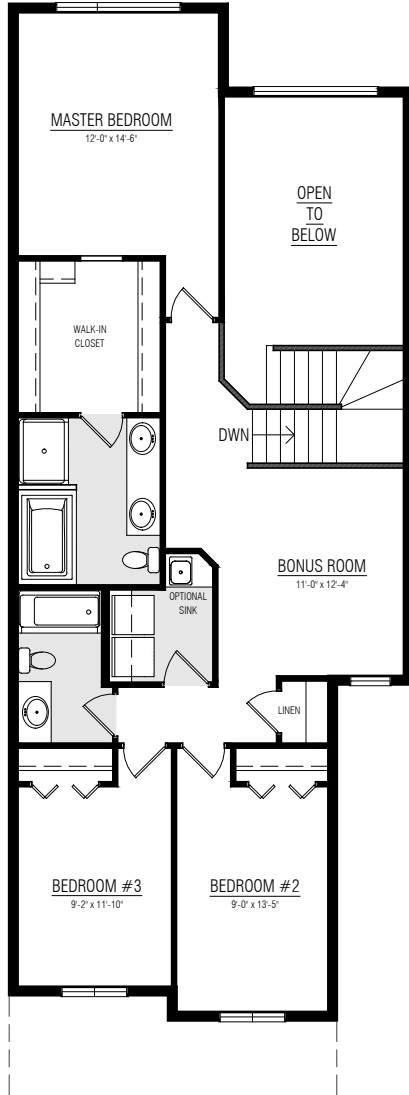 MASTER BEDROOM
12'-0" x 14'-6"
OPEN
TO
BELOW
WALK-IN
CLOSET
DWN
BONUS ROOM
11'-0" x 12'-4"
OPTIONAL
SINK
LINEN
BEDROOM #3
9'-2" x 11'-10"
BEDROOM #2
9'-0" x 13'-5"